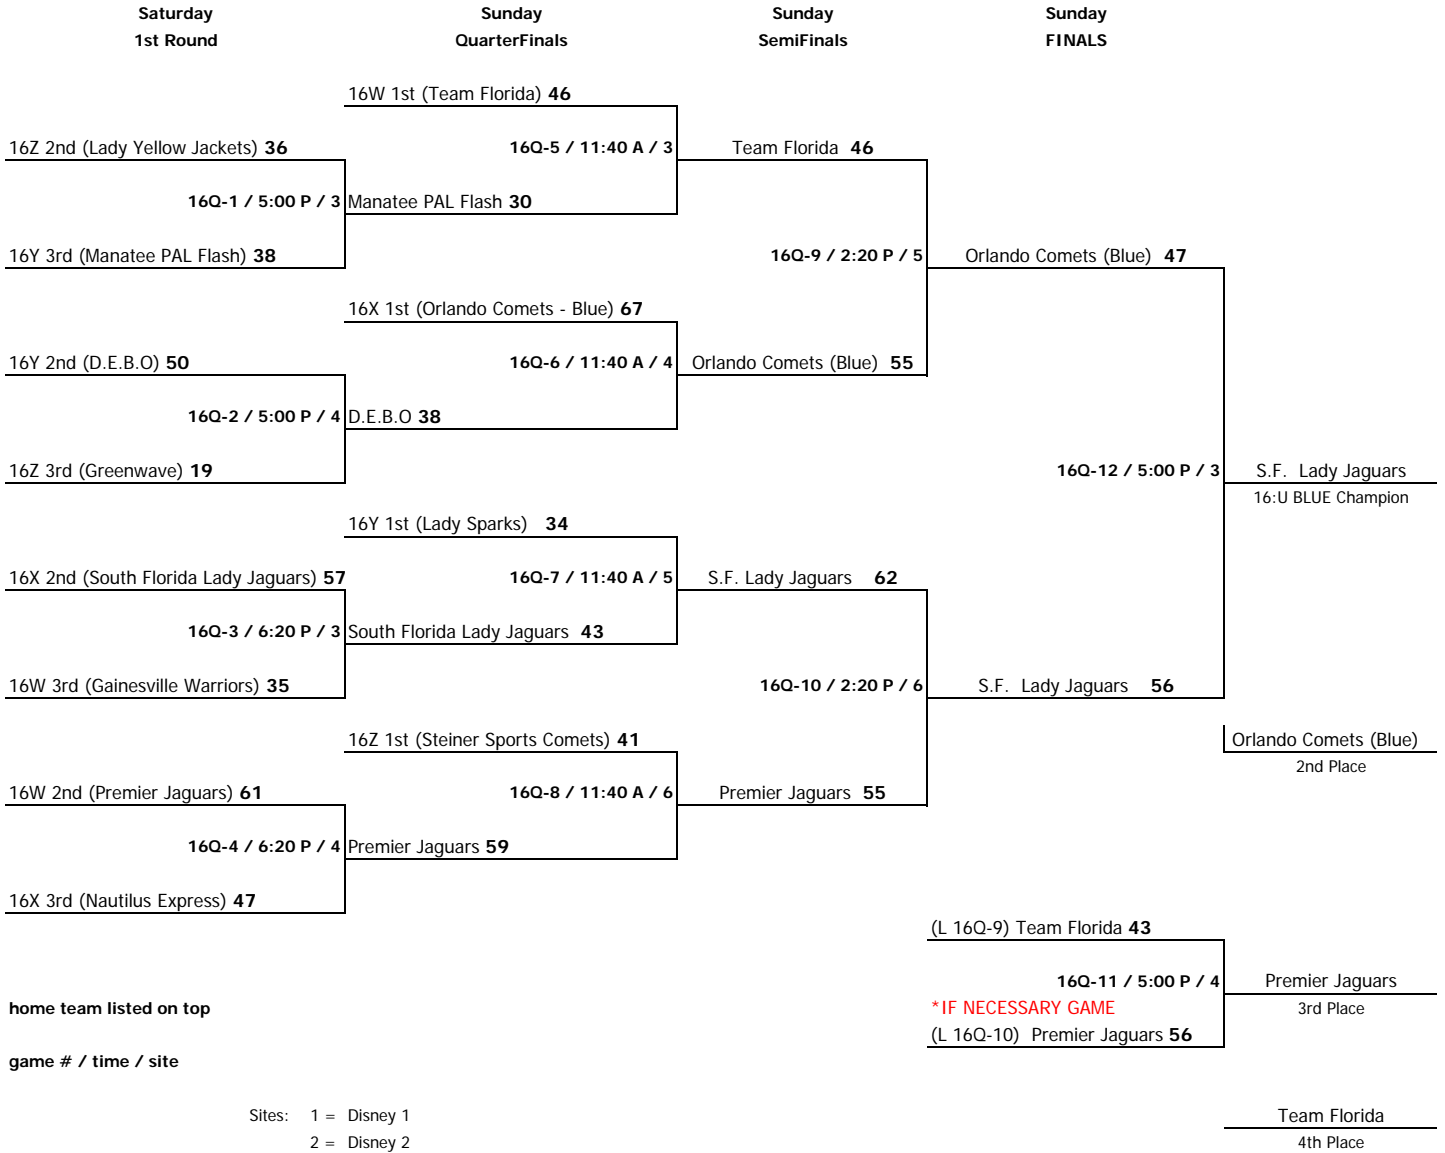 Saturday Sunday Sunday Sunday
1st Round QuarterFinals SemiFinals FINALS
16W 1st (Team Florida) 46
16Z 2nd (Lady Yellow Jackets) 36 16Q-5 / 11:40 A / 3 Team Florida 46
16Q-1 / 5:00 P / 3 Manatee PAL Flash 30
16Y 3rd (Manatee PAL Flash) 38 16Q-9 / 2:20 P / 5 Orlando Comets (Blue) 47
16X 1st (Orlando Comets - Blue) 67
16Y 2nd (D.E.B.O) 50 16Q-6 / 11:40 A / 4 Orlando Comets (Blue) 55
16Q-2 / 5:00 P / 4 D.E.B.O 38
16Z 3rd (Greenwave) 19 16Q-12 / 5:00 P / 3 S.F. Lady Jaguars
16:U BLUE Champion
16Y 1st (Lady Sparks) 34
16X 2nd (South Florida Lady Jaguars) 57 16Q-7 / 11:40 A / 5 S.F. Lady Jaguars 62
16Q-3 / 6:20 P / 3 South Florida Lady Jaguars 43
16W 3rd (Gainesville Warriors) 35 16Q-10 / 2:20 P / 6 S.F. Lady Jaguars 56
16Z 1st (Steiner Sports Comets) 41 Orlando Comets (Blue)
2nd Place
16W 2nd (Premier Jaguars) 61 16Q-8 / 11:40 A / 6 Premier Jaguars 55
16Q-4 / 6:20 P / 4 Premier Jaguars 59
16X 3rd (Nautilus Express) 47
(L 16Q-9) Team Florida 43
16Q-11 / 5:00 P / 4 Premier Jaguars
home team listed on top *IF NECESSARY GAME 3rd Place
(L 16Q-10) Premier Jaguars 56
game # / time / site
Sites: 1 = Disney 1 Team Florida
2 = Disney 2 4th Place